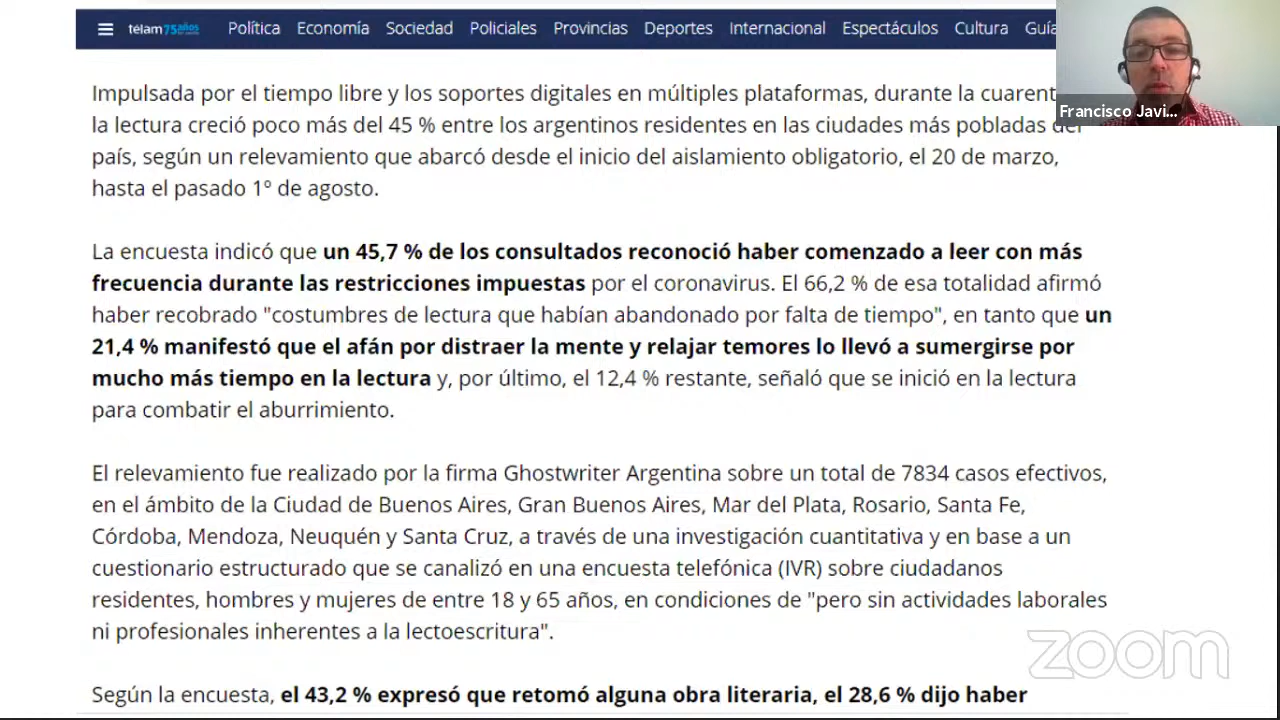 télam 75años Política Economía Sociedad Policiales Provincias Deportes Internacional Espectáculos Cultura Guía
Francisco Javi...
Impulsada por el tiempo libre y los soportes digitales en múltiples plataformas, durante la cuarent
la lectura creció poco más del 45 % entre los argentinos residentes en las ciudades más pobladas del
país, según un relevamiento que abarcó desde el inicio del aislamiento obligatorio, el 20 de marzo,
hasta el pasado 1º de agosto.
La encuesta indicó que un 45,7 % de los consultados reconoció haber comenzado a leer con más
frecuencia durante las restricciones impuestas por el coronavirus. El 66,2 % de esa totalidad afirmó
haber recobrado "costumbres de lectura que habían abandonado por falta de tiempo", en tanto que un
21,4 % manifestó que el afán por distraer la mente y relajar temores lo llevó a sumergirse por
mucho más tiempo en la lectura y, por último, el 12,4 % restante, señaló que se inició en la lectura
para combatir el aburrimiento.
El relevamiento fue realizado por la firma Ghostwriter Argentina sobre un total de 7834 casos efectivos,
en el ámbito de la Ciudad de Buenos Aires, Gran Buenos Aires, Mar del Plata, Rosario, Santa Fe,
Córdoba, Mendoza, Neuquén y Santa Cruz, a través de una investigación cuantitativa y en base a un
cuestionario estructurado que se canalizó en una encuesta telefónica (IVR) sobre ciudadanos
residentes, hombres y mujeres de entre 18 y 65 años, en condiciones de "pero sin actividades laborales
ni profesionales inherentes a la lectoescritura".
zoom
Según la encuesta, el 43,2 % expresó que retomó alguna obra literaria, el 28,6 % dijo haber